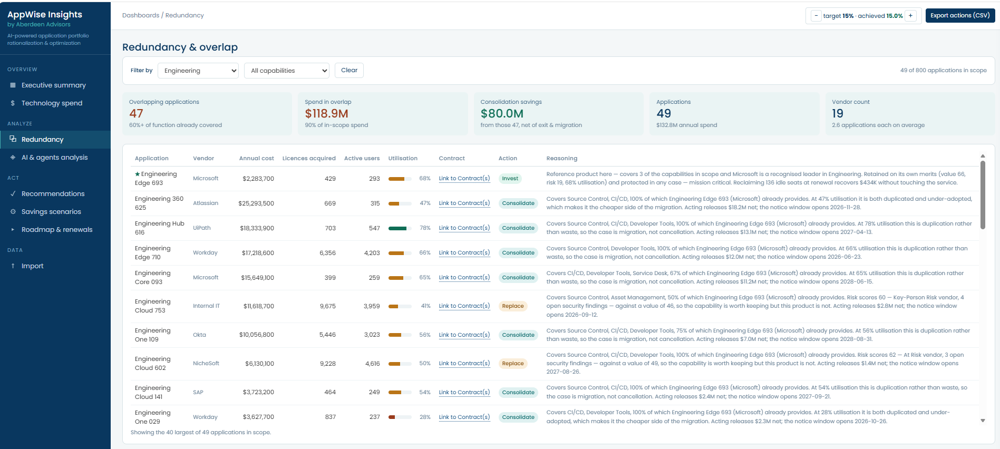 AppWise Insights
by Aberdeen Advisors
AI-powered application portfolio
rationalization & optimization
OVERVIEW
Executive summary
$ Technology spend
ANALYZE
Redundancy
AI & agents analysis
ACT
✓ Recommendations
Savings scenarios
Roadmap & renewals
DATA
↑ Import
Dashboards / Redundancy
- target 15% · achieved 15.0% +
Export actions (CSV)
Redundancy & overlap
Filter by Engineering All capabilities Clear
49 of 800 applications in scope
Overlapping applications
47
60%+ of function already covered
Spend in overlap
$118.9M
90% of in-scope spend
Consolidation savings
$80.0M
from those 47, net of exit & migration
Applications
49
$132.8M annual spend
Vendor count
19
2.6 applications each on average
Application Vendor Annual cost Licences acquired Active users Utilisation Contract Action Reasoning
★ Engineering
Edge 693
Microsoft $2,283,700 429 293 68% Link to Contract(s) Invest
Reference product here — covers 3 of the capabilities in scope and Microsoft is a recognised leader in Engineering. Retained on its own merits (value 66,
risk 19, 68% utilisation) and protected in any case — mission critical. Reclaiming 136 idle seats at renewal recovers $434K without touching the service.
Engineering 360
625
Atlassian $25,293,500 669 315 47% Link to Contract(s) Consolidate
Covers Source Control, CI/CD, 100% of which Engineering Edge 693 (Microsoft) already provides. At 47% utilisation it is both duplicated and under-adopted,
which makes it the cheaper side of the migration. Acting releases $18.2M net; the notice window opens 2026-11-28.
Engineering Hub
616
UiPath $18,333,900 703 547 78% Link to Contract(s) Consolidate
Covers Source Control, CI/CD, Developer Tools, 100% of which Engineering Edge 693 (Microsoft) already provides. At 78% utilisation this is duplication rather
than waste, so the case is migration, not cancellation. Acting releases $13.1M net; the notice window opens 2027-04-13.
Engineering
Edge 710
Workday $17,218,600 6,356 4,203 66% Link to Contract(s) Consolidate
Covers Source Control, Developer Tools, 100% of which Engineering Edge 693 (Microsoft) already provides. At 66% utilisation this is duplication rather than
waste, so the case is migration, not cancellation. Acting releases $12.0M net; the notice window opens 2026-06-23.
Engineering
Core 093
Microsoft $15,649,100 399 259 65% Link to Contract(s) Consolidate
Covers CI/CD, Developer Tools, Service Desk, 67% of which Engineering Edge 693 (Microsoft) already provides. At 65% utilisation this is duplication rather
than waste, so the case is migration, not cancellation. Acting releases $11.2M net; the notice window opens 2028-06-15.
Engineering
Cloud 753
Internal IT $11,618,700 9,675 3,959 41% Link to Contract(s) Replace
Covers Source Control, Asset Management, 50% of which Engineering Edge 693 (Microsoft) already provides. Risk scores 60 — Key-Person Risk vendor, 4
open security findings — against a value of 46, so the capability is worth keeping but this product is not. Acting releases $2.8M net; the notice window
opens 2026-09-12.
Engineering
One 109
Okta $10,056,800 5,446 3,023 56% Link to Contract(s) Consolidate
Covers Source Control, CI/CD, Developer Tools, 75% of which Engineering Edge 693 (Microsoft) already provides. At 56% utilisation this is duplication rather
than waste, so the case is migration, not cancellation. Acting releases $7.0M net; the notice window opens 2028-08-31.
Engineering
Cloud 602
NicheSoft $6,130,100 9,228 4,616 50% Link to Contract(s) Replace
Covers Source Control, CI/CD, Developer Tools, 100% of which Engineering Edge 693 (Microsoft) already provides. Risk scores 62 — At Risk vendor, 3 open
security findings — against a value of 49, so the capability is worth keeping but this product is not. Acting releases $1.4M net; the notice window opens
2027-08-26.
Engineering
Cloud 141
SAP $3,723,200 464 249 54% Link to Contract(s) Consolidate
Covers Source Control, CI/CD, 100% of which Engineering Edge 693 (Microsoft) already provides. At 54% utilisation this is duplication rather than waste, so
the case is migration, not cancellation. Acting releases $2.4M net; the notice window opens 2027-09-21.
Engineering
One 029
Workday $3,627,700 837 237 28% Link to Contract(s) Consolidate
Covers CI/CD, Developer Tools, 100% of which Engineering Edge 693 (Microsoft) already provides. At 28% utilisation it is both duplicated and under-
adopted, which makes it the cheaper side of the migration. Acting releases $2.3M net; the notice window opens 2026-10-26.
Showing the 40 largest of 49 applications in scope.